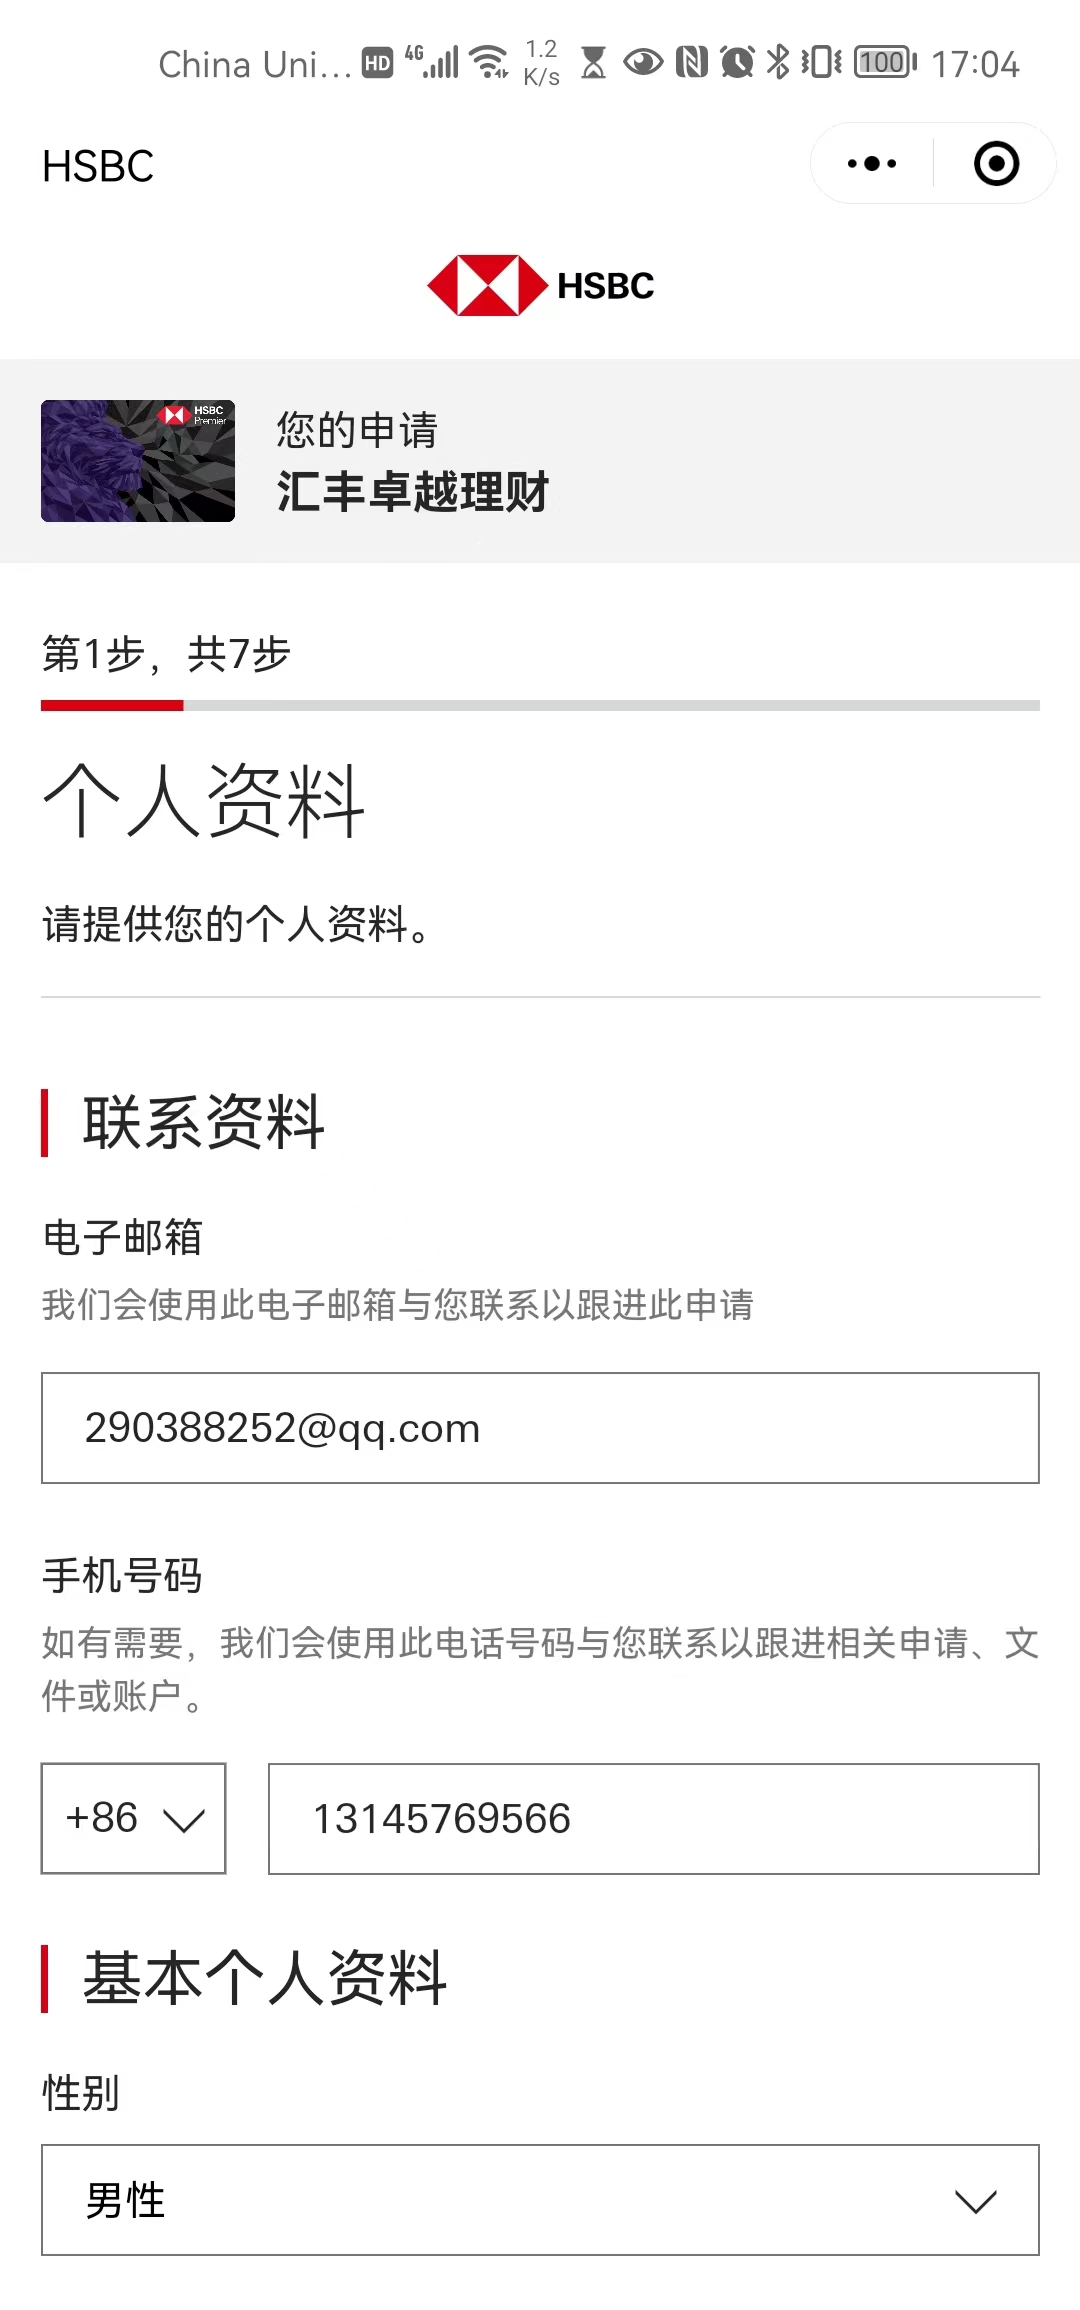 China Uni... HD 4G 1.2 K/s 100 17:04
HSBC
HSBC
HSBC
Premier
您的申请
汇丰卓越理财
第1步，共7步
个人资料
请提供您的个人资料。
联系资料
电子邮箱
我们会使用此电子邮箱与您联系以跟进此申请
290388252@qq.com
手机号码
如有需要，我们会使用此电话号码与您联系以跟进相关申请、文
件或账户。
+86 13145769566
基本个人资料
性别
男性